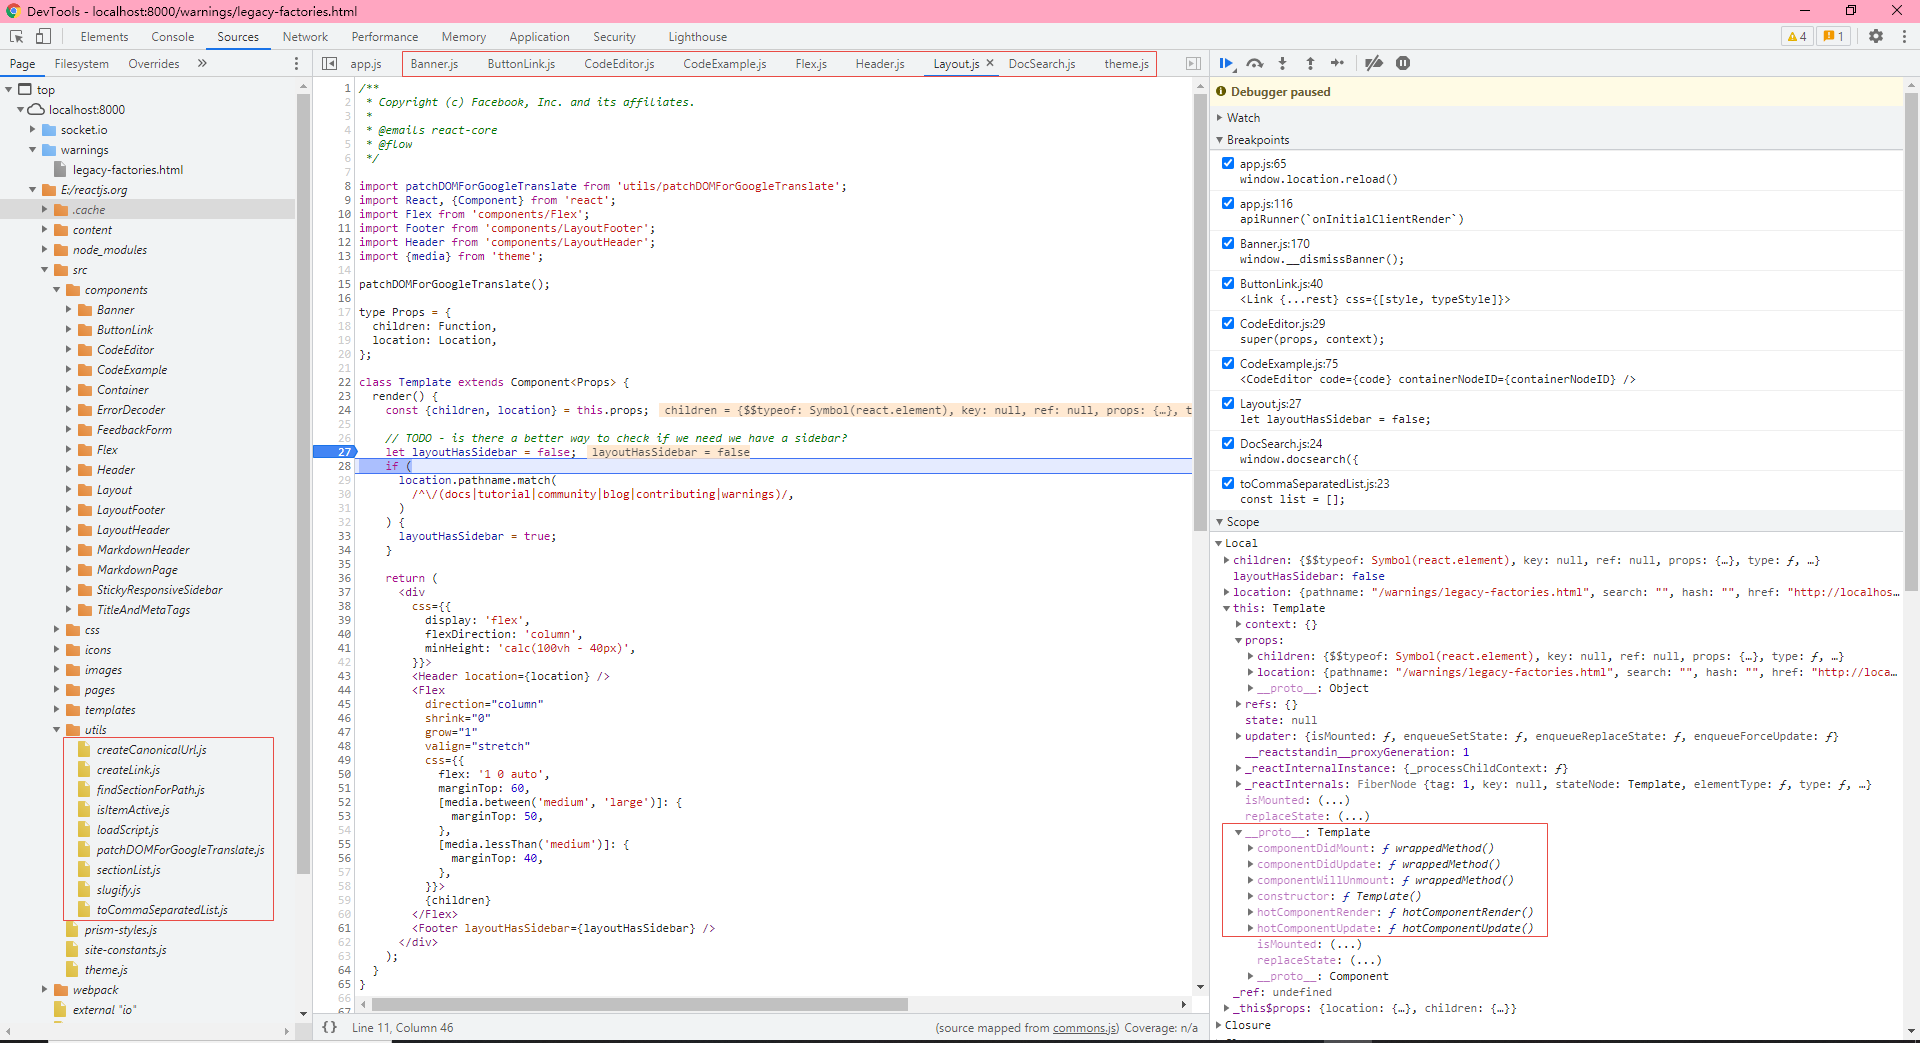 DevTools - localhost:8000/warnings/legacy-factories.html
Elements Console Sources Network Performance Memory Application Security Lighthouse 4 1
Page Filesystem Overrides »
top
localhost:8000
socket.io
warnings
legacy-factories.html
E:/reactjs.org
.cache
content
node_modules
src
components
Banner
ButtonLink
CodeEditor
CodeExample
Container
ErrorDecoder
FeedbackForm
Flex
Header
Layout
LayoutFooter
LayoutHeader
MarkdownHeader
MarkdownPage
StickyResponsiveSidebar
TitleAndMetaTags
css
icons
images
pages
templates
utils
createCanonicalUrl.js
createLink.js
findSectionForPath.js
isItemActive.js
loadScript.js
patchDOMForGoogleTranslate.js
sectionList.js
slugify.js
toCommaSeparatedList.js
prism-styles.js
site-constants.js
theme.js
webpack
external "io"
app.js Banner.js ButtonLink.js CodeEditor.js CodeExample.js Flex.js Header.js Layout.js × DocSearch.js theme.js
1 /**
2 * Copyright (c) Facebook, Inc. and its affiliates.
3 *
4 * @emails react-core
5 * @flow
6 */
7
8 import patchDOMForGoogleTranslate from 'utils/patchDOMForGoogleTranslate';
9 import React, {Component} from 'react';
10 import Flex from 'components/Flex';
11 import Footer from 'components/LayoutFooter';
12 import Header from 'components/LayoutHeader';
13 import {media} from 'theme';
14
15 patchDOMForGoogleTranslate();
16
17 type Props = {
18 children: Function,
19 location: Location,
20 };
21
22 class Template extends Component<Props> {
23 render() {
24 const {children, location} = this.props; children = {$$typeof: Symbol(react.element), key: null, ref: null, props: {…}, t
25
26 // TODO - is there a better way to check if we need we have a sidebar?
27 let layoutHasSidebar = false; layoutHasSidebar = false
28 if (
29 location.pathname.match(
30 /^\/(docs|tutorial|community|blog|contributing|warnings)/,
31 )
32 ) {
33 layoutHasSidebar = true;
34 }
35
36 return (
37 <div
38 css={{
39 display: 'flex',
40 flexDirection: 'column',
41 minHeight: 'calc(100vh - 40px)',
42 }}>
43 <Header location={location} />
44 <Flex
45 direction="column"
46 shrink="0"
47 grow="1"
48 valign="stretch"
49 css={{
50 flex: '1 0 auto',
51 marginTop: 60,
52 [media.between('medium', 'large')]: {
53 marginTop: 50,
54 },
55 [media.lessThan('medium')]: {
56 marginTop: 40,
57 },
58 }}>
59 {children}
60 </Flex>
61 <Footer layoutHasSidebar={layoutHasSidebar} />
62 </div>
63 );
64 }
65 }
66
67
{} Line 11, Column 46 (source mapped from commons.js) Coverage: n/a
Debugger paused
Watch
Breakpoints
app.js:65
window.location.reload()
app.js:116
apiRunner(`onInitialClientRender`)
Banner.js:170
window.__dismissBanner();
ButtonLink.js:40
<Link {...rest} css={[style, typeStyle]}>
CodeEditor.js:29
super(props, context);
CodeExample.js:75
<CodeEditor code={code} containerNodeID={containerNodeID} />
Layout.js:27
let layoutHasSidebar = false;
DocSearch.js:24
window.docsearch({
toCommaSeparatedList.js:23
const list = [];
Scope
Local
children: {$$typeof: Symbol(react.element), key: null, ref: null, props: {…}, type: ƒ, …}
layoutHasSidebar: false
location: {pathname: "/warnings/legacy-factories.html", search: "", hash: "", href: "http://localhos…
this: Template
context: {}
props:
children: {$$typeof: Symbol(react.element), key: null, ref: null, props: {…}, type: ƒ, …}
location: {pathname: "/warnings/legacy-factories.html", search: "", hash: "", href: "http://loca…
__proto__: Object
refs: {}
state: null
updater: {isMounted: ƒ, enqueueSetState: ƒ, enqueueReplaceState: ƒ, enqueueForceUpdate: ƒ}
__reactstandin__proxyGeneration: 1
_reactInternalInstance: {_processChildContext: ƒ}
_reactInternals: FiberNode {tag: 1, key: null, stateNode: Template, elementType: ƒ, type: ƒ, …}
isMounted: (...)
replaceState: (...)
__proto__: Template
componentDidMount: ƒ wrappedMethod()
componentDidUpdate: ƒ wrappedMethod()
componentWillUnmount: ƒ wrappedMethod()
constructor: ƒ Template()
hotComponentRender: ƒ hotComponentRender()
hotComponentUpdate: ƒ hotComponentUpdate()
isMounted: (...)
replaceState: (...)
__proto__: Component
_ref: undefined
_this$props: {location: {…}, children: {…}}
Closure